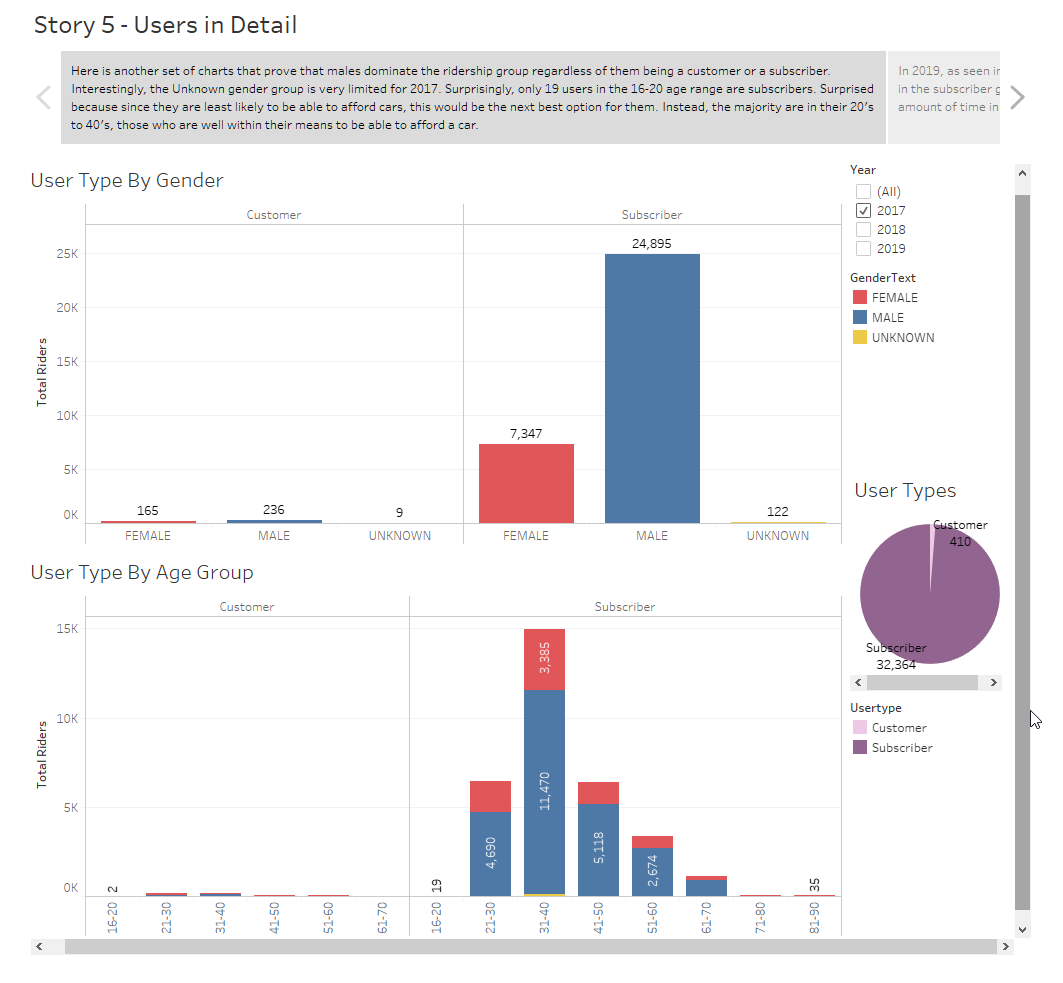 Story 5 - Users in Detail
Here is another set of charts that prove that males dominate the ridership group regardless of them being a customer or a subscriber.
Interestingly, the Unknown gender group is very limited for 2017. Surprisingly, only 19 users in the 16-20 age range are subscribers. Surprised
because since they are least likely to be able to afford cars, this would be the next best option for them. Instead, the majority are in their 20's
to 40's, those who are well within their means to be able to afford a car.
In 2019, as seen in
in the subscriber g
amount of time in
User Type By Gender
Customer
Subscriber
25K
20K
15K
10K
5K
0K
Total Riders
165
236
9
7,347
24,895
122
FEMALE
MALE
UNKNOWN
FEMALE
MALE
UNKNOWN
Year
(All)
2017
2018
2019
GenderText
FEMALE
MALE
UNKNOWN
User Types
Customer
410
Subscriber
32,364
Usertype
Customer
Subscriber
User Type By Age Group
Customer
Subscriber
15K
10K
5K
0K
Total Riders
2
19
4,690
3,385
11,470
5,118
2,674
35
16-20
21-30
31-40
41-50
51-60
61-70
16-20
21-30
31-40
41-50
51-60
61-70
71-80
81-90